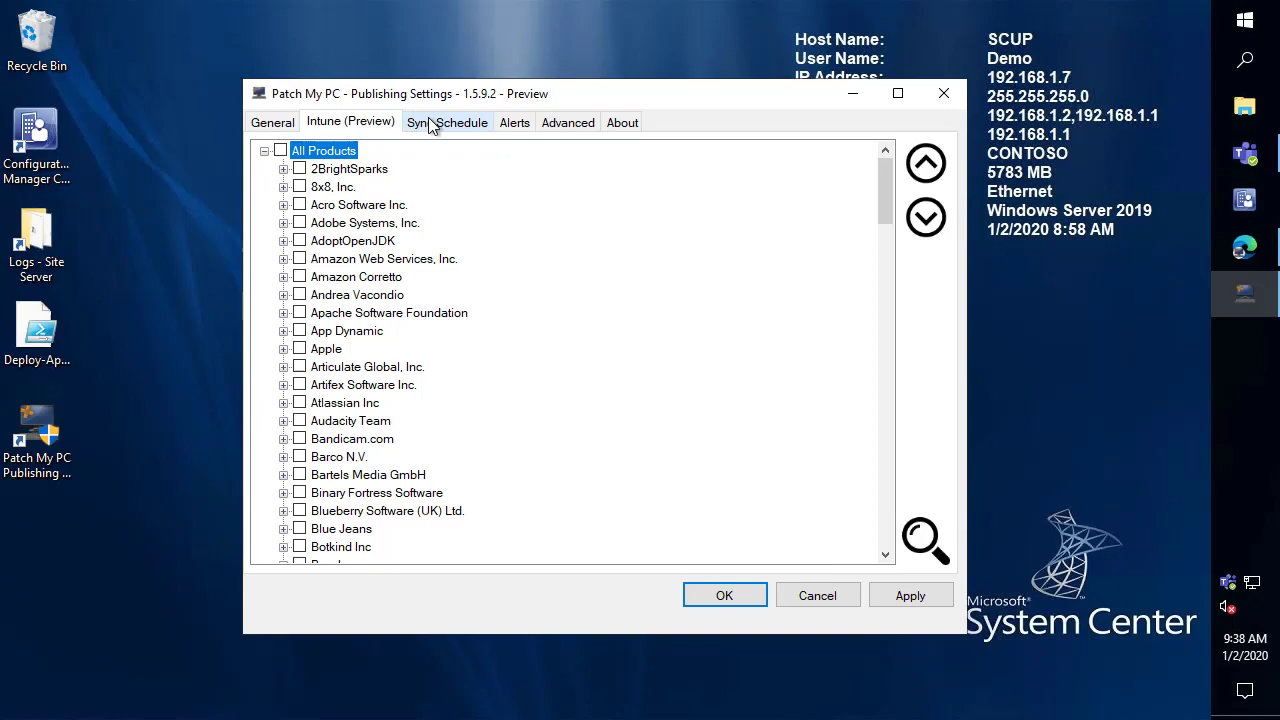 Recycle Bin
Configurat...
Manager C...
Logs - Site
Server
Deploy-Ap...
Patch My PC
Publishing ...
Host Name: SCUP
User Name: Demo
IP Address: 192.168.1.7
255.255.255.0
192.168.1.2,192.168.1.1
192.168.1.1
CONTOSO
5783 MB
Ethernet
Windows Server 2019
1/2/2020 8:58 AM
Patch My PC - Publishing Settings - 1.5.9.2 - Preview
General Intune (Preview) Sync Schedule Alerts Advanced About
All Products
2BrightSparks
8x8, Inc.
Acro Software Inc.
Adobe Systems, Inc.
AdoptOpenJDK
Amazon Web Services, Inc.
Amazon Corretto
Andrea Vacondio
Apache Software Foundation
App Dynamic
Apple
Articulate Global, Inc.
Artifex Software Inc.
Atlassian Inc
Audacity Team
Bandicam.com
Barco N.V.
Bartels Media GmbH
Binary Fortress Software
Blueberry Software (UK) Ltd.
Blue Jeans
Botkind Inc
OK Cancel Apply
Microsoft
System Center
9:38 AM
1/2/2020